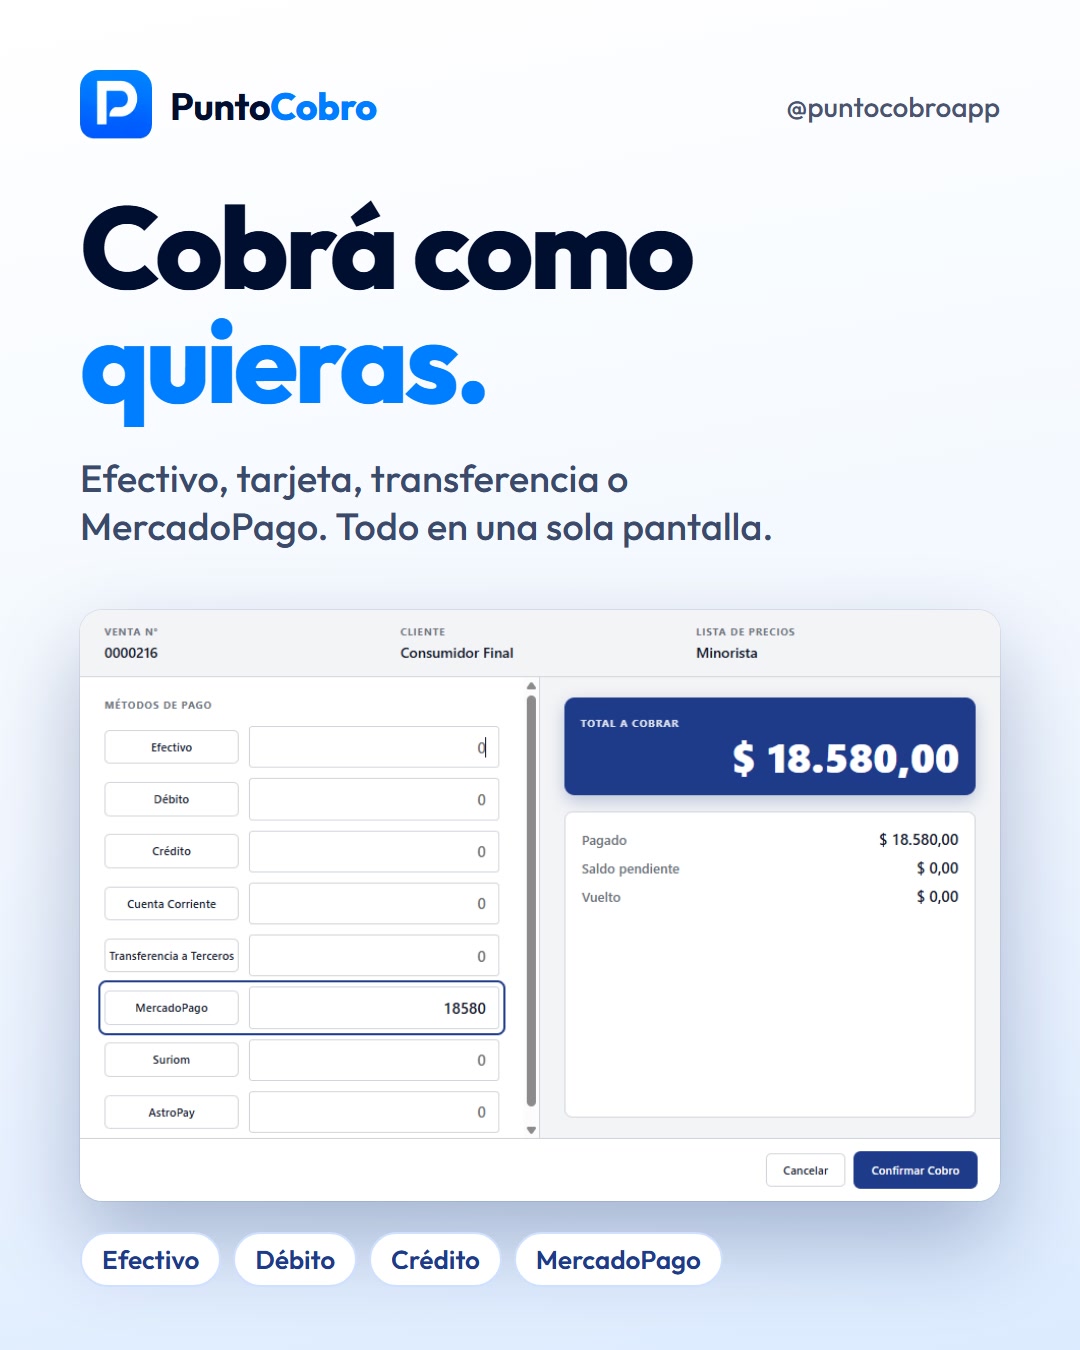 PuntoCobro
@puntocobroapp
Cobrá como
quieras.
Efectivo, tarjeta, transferencia o
MercadoPago. Todo en una sola pantalla.
VENTA N° CLIENTE LISTA DE PRECIOS
0000216 Consumidor Final Minorista
MÉTODOS DE PAGO
Efectivo 0
Débito 0
Crédito 0
Cuenta Corriente 0
Transferencia a Terceros 0
MercadoPago 18580
Suriom 0
AstroPay 0
TOTAL A COBRAR
$ 18.580,00
Pagado $ 18.580,00
Saldo pendiente $ 0,00
Vuelto $ 0,00
Cancelar Confirmar Cobro
Efectivo Débito Crédito MercadoPago